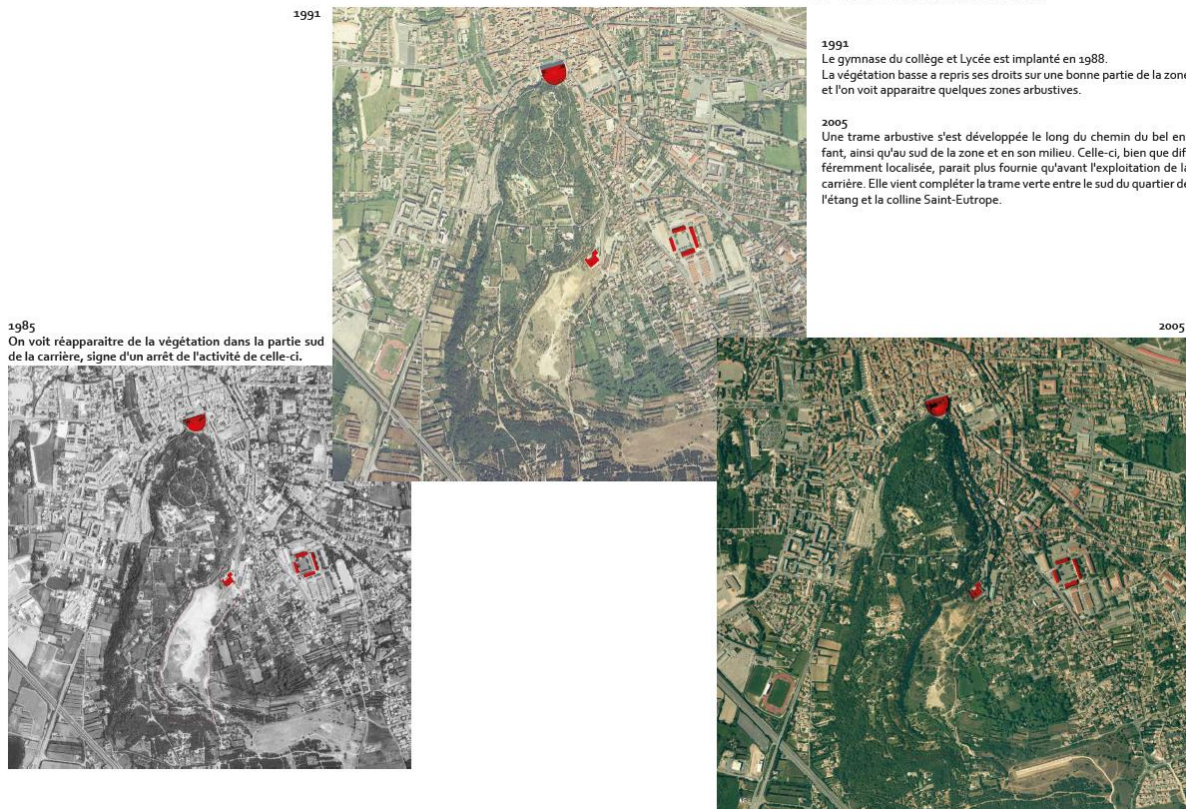 1991
1991
Le gymnase du collège et Lycée est implanté en 1988.
La végétation basse a repris ses droits sur une bonne partie de la zone
et l'on voit apparaitre quelques zones arbustives.
2005
Une trame arbustive s'est développée le long du chemin du bel en-
fant, ainsi qu'au sud de la zone et en son milieu. Celle-ci, bien que dif
féremment localisée, parait plus fournie qu'avant l'exploitation de la
carrière. Elle vient compléter la trame verte entre le sud du quartier de
l'étang et la colline Saint-Eutrope.
1985
On voit réapparaitre de la végétation dans la partie sud
de la carrière, signe d'un arrêt de l'activité de celle-ci.
2005